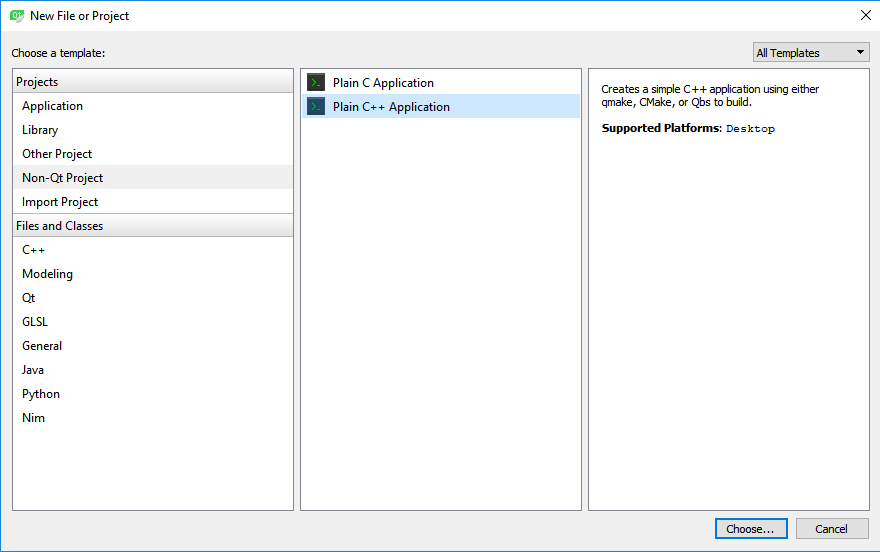 New File or Project
Choose a template:
All Templates
Projects
Application
Library
Other Project
Non-Qt Project
Import Project
Files and Classes
C++
Modeling
Qt
GLSL
General
Java
Python
Nim
Plain C Application
Plain C++ Application
Creates a simple C++ application using either
qmake, CMake, or Qbs to build.
Supported Platforms: Desktop
Choose...
Cancel